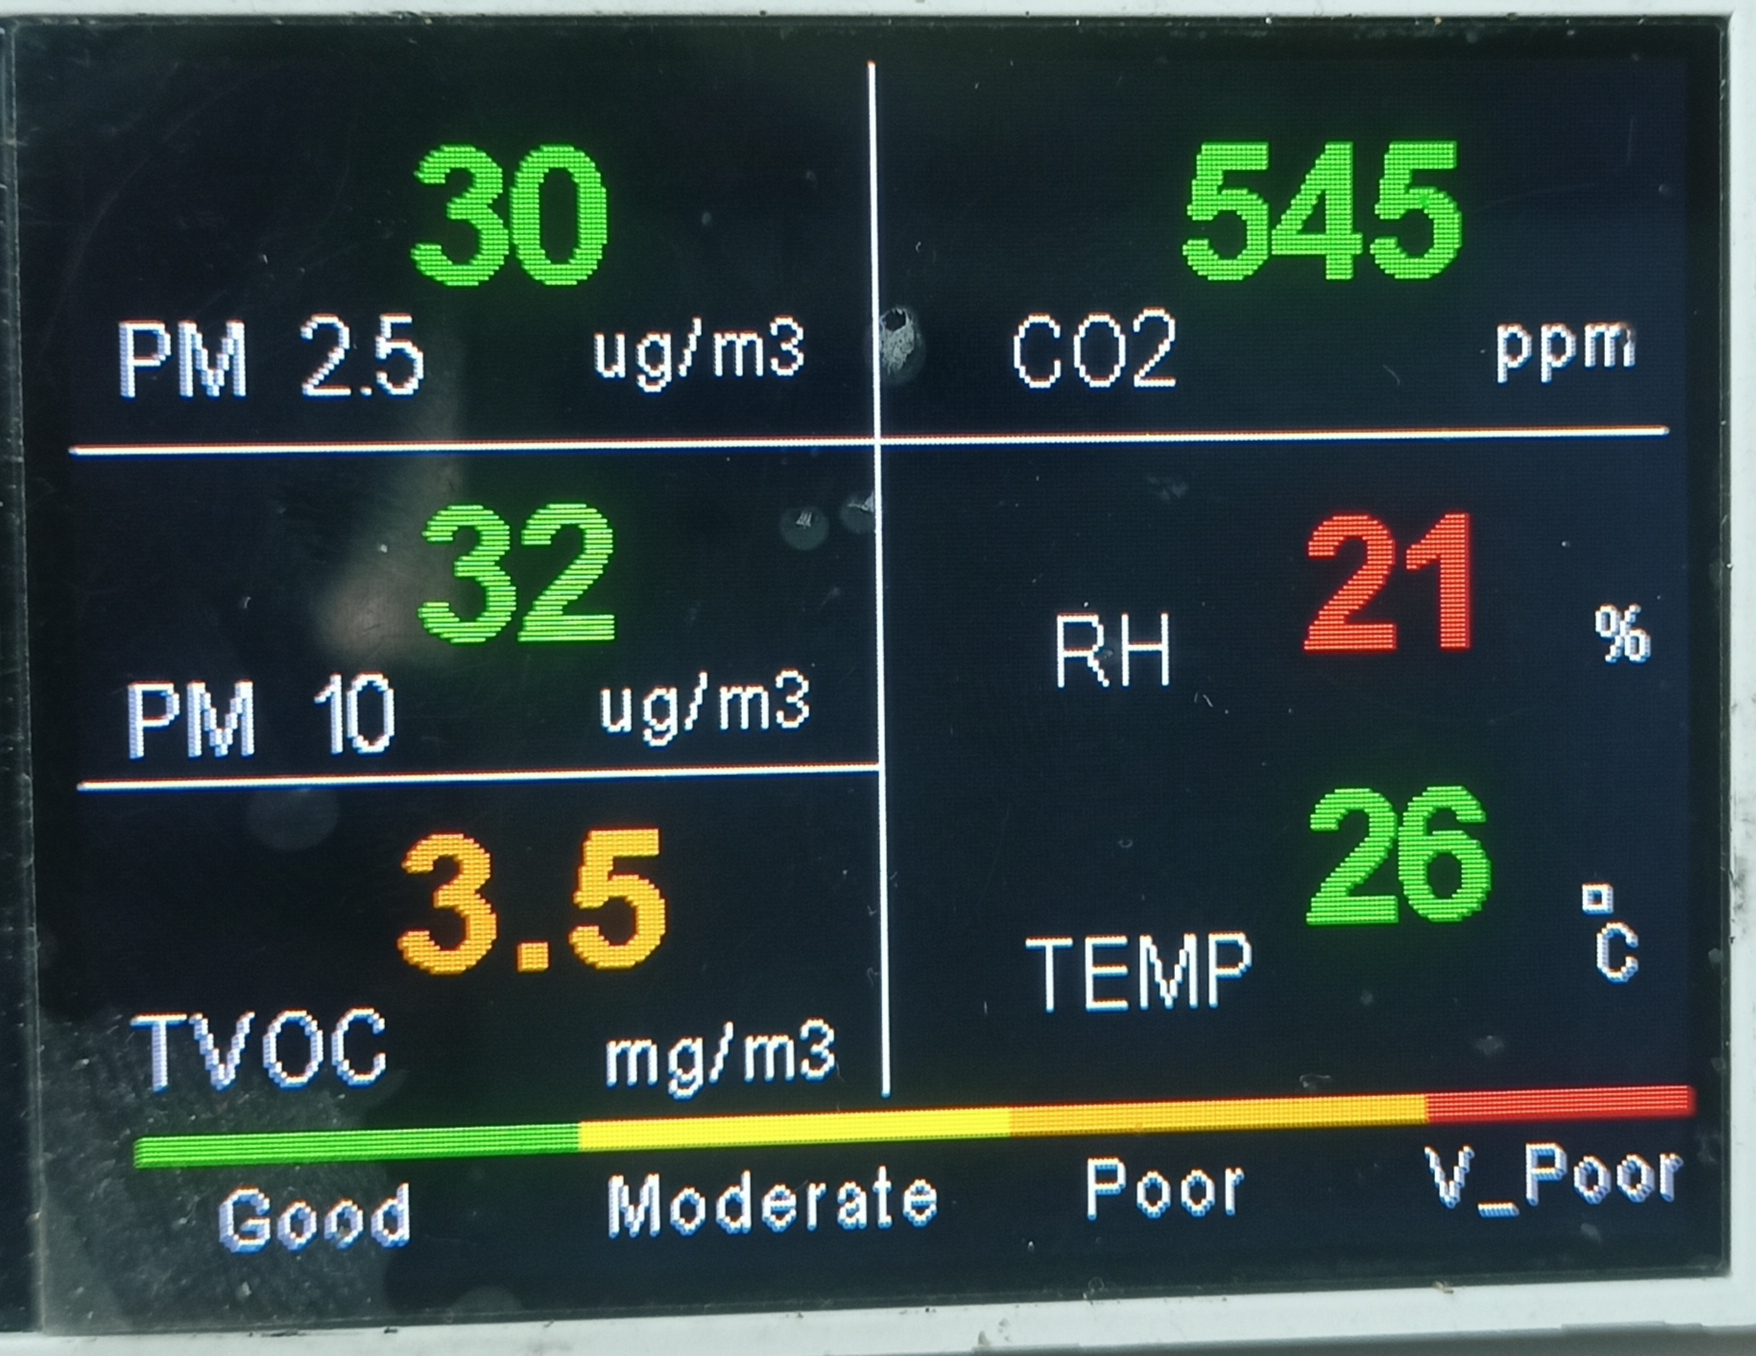 30
PM 2.5 ug/m3
545
CO2 ppm
32
PM 10 ug/m3
21
RH %
3.5
TVOC mg/m3
26
TEMP °C
Good Moderate Poor V_Poor